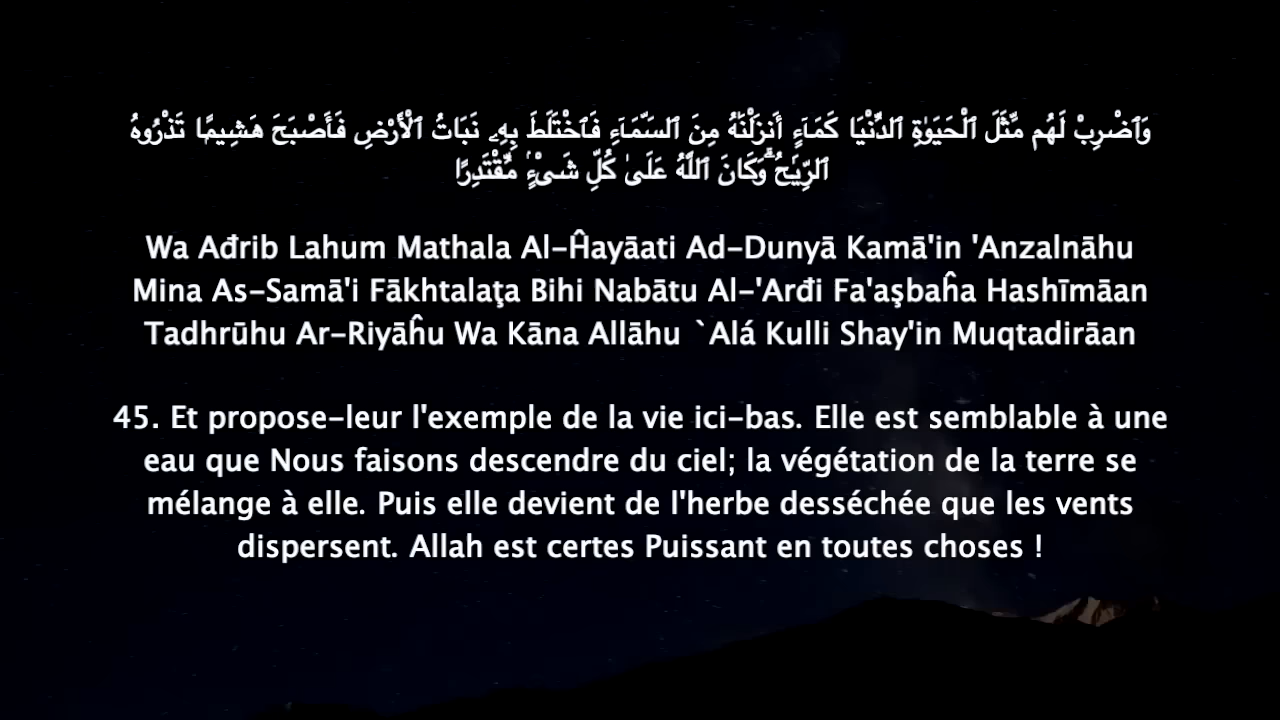 وَٱضْرِبْ لَهُم مَّثَلَ ٱلْحَيَوٰةِ ٱلدُّنْيَا كَمَآءٍ أَنزَلْنَٰهُ مِنَ ٱلسَّمَآءِ فَٱخْتَلَطَ بِهِۦ نَبَاتُ ٱلْأَرْضِ فَأَصْبَحَ هَشِيمًا تَذْرُوهُ
ٱلرِّيَٰحُ ۗ وَكَانَ ٱللَّهُ عَلَىٰ كُلِّ شَىْءٍ مُّقْتَدِرًا
Wa Ađrib Lahum Mathala Al-Ĥayāati Ad-Dunyā Kamā'in 'Anzalnāhu
Mina As-Samā'i Fākhtalaţa Bihi Nabātu Al-'Arđi Fa'aşbaĥa Hashīmāan
Tadhrūhu Ar-Riyāĥu Wa Kāna Allāhu `Alá Kulli Shay'in Muqtadirāan
45. Et propose-leur l'exemple de la vie ici-bas. Elle est semblable à une
eau que Nous faisons descendre du ciel; la végétation de la terre se
mélange à elle. Puis elle devient de l'herbe desséchée que les vents
dispersent. Allah est certes Puissant en toutes choses !